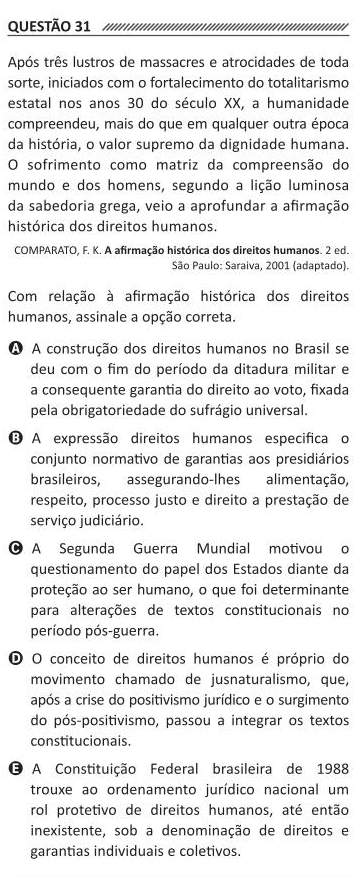 QUESTÃO 31
Após três lustros de massacres e atrocidades de toda
sorte, iniciados com o fortalecimento do totalitarismo
estatal nos anos 30 do século XX, a humanidade
compreendeu, mais do que em qualquer outra época
da história, o valor supremo da dignidade humana.
O sofrimento como matriz da compreensão do
mundo e dos homens, segundo a lição luminosa
da sabedoria grega, veio a aprofundar a afirmação
histórica dos direitos humanos.
COMPARATO, F. K. A afirmação histórica dos direitos humanos. 2 ed.
São Paulo: Saraiva, 2001 (adaptado).
Com relação à afirmação histórica dos direitos
humanos, assinale a opção correta.
A A construção dos direitos humanos no Brasil se
deu com o fim do período da ditadura militar e
a consequente garantia do direito ao voto, fixada
pela obrigatoriedade do sufrágio universal.
B A expressão direitos humanos especifica o
conjunto normativo de garantias aos presidiários
brasileiros, assegurando-lhes alimentação,
respeito, processo justo e direito a prestação de
serviço judiciário.
C A Segunda Guerra Mundial motivou o
questionamento do papel dos Estados diante da
proteção ao ser humano, o que foi determinante
para alterações de textos constitucionais no
período pós-guerra.
D O conceito de direitos humanos é próprio do
movimento chamado de jusnaturalismo, que,
após a crise do positivismo jurídico e o surgimento
do pós-positivismo, passou a integrar os textos
constitucionais.
E A Constituição Federal brasileira de 1988
trouxe ao ordenamento jurídico nacional um
rol protetivo de direitos humanos, até então
inexistente, sob a denominação de direitos e
garantias individuais e coletivos.